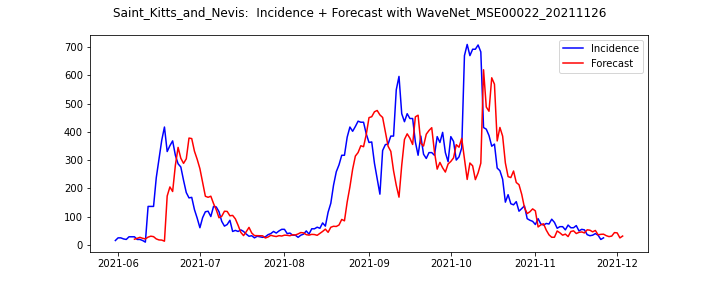 Saint_Kitts_and_Nevis:  Incidence + Forecast with WaveNet_MSE00022_20211126
Incidence
Forecast
700
600
500
400
300
200
100
0
2021-06 2021-07 2021-08 2021-09 2021-10 2021-11 2021-12